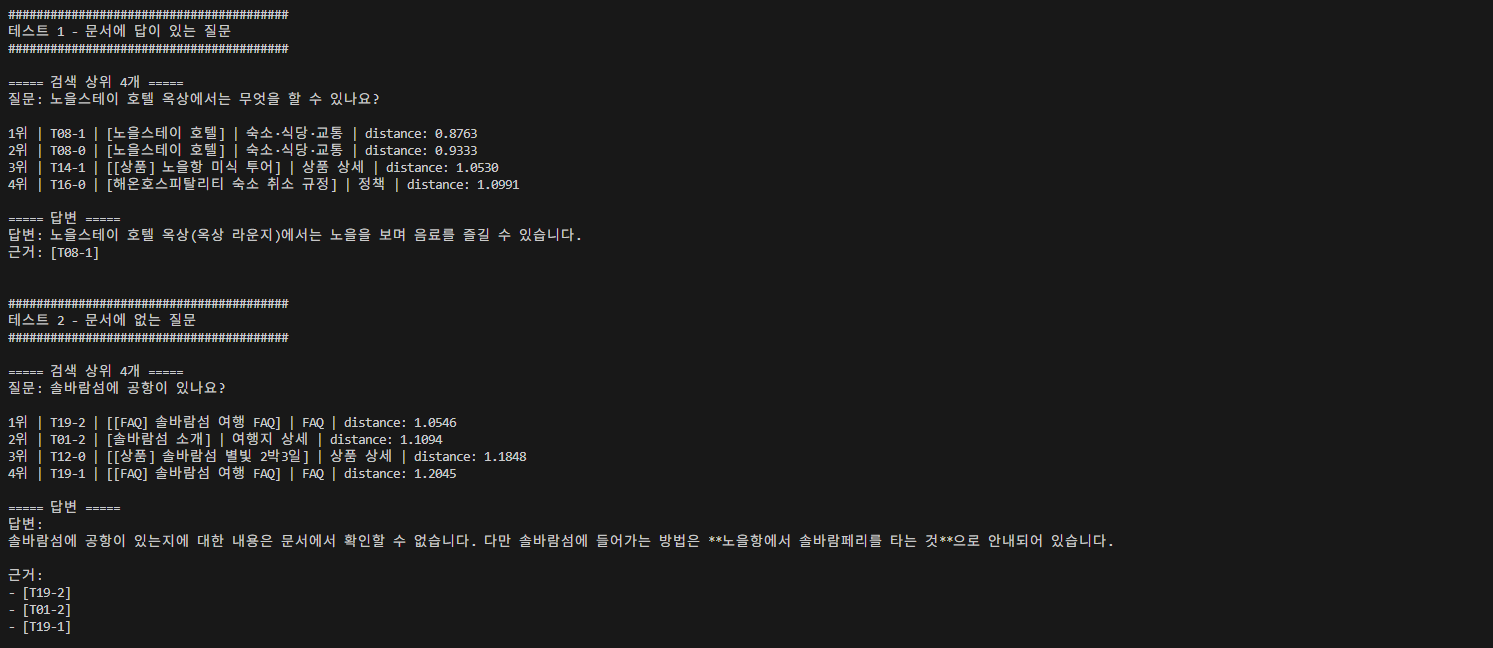 ########################################
테스트 1 - 문서에 답이 있는 질문
########################################
===== 검색 상위 4개 =====
질문: 노을스테이 호텔 옥상에서는 무엇을 할 수 있나요?
1위 | T08-1 | [노을스테이 호텔] | 숙소·식당·교통 | distance: 0.8763
2위 | T08-0 | [노을스테이 호텔] | 숙소·식당·교통 | distance: 0.9333
3위 | T14-1 | [[상품] 노을항 미식 투어] | 상품 상세 | distance: 1.0530
4위 | T16-0 | [해온호스피탈리티 숙소 취소 규정] | 정책 | distance: 1.0991
===== 답변 =====
답변: 노을스테이 호텔 옥상(옥상 라운지)에서는 노을을 보며 음료를 즐길 수 있습니다.
근거: [T08-1]
########################################
테스트 2 - 문서에 없는 질문
########################################
===== 검색 상위 4개 =====
질문: 솔바람섬에 공항이 있나요?
1위 | T19-2 | [[FAQ] 솔바람섬 여행 FAQ] | FAQ | distance: 1.0546
2위 | T01-2 | [솔바람섬 소개] | 여행지 상세 | distance: 1.1094
3위 | T12-0 | [[상품] 솔바람섬 별빛 2박3일] | 상품 상세 | distance: 1.1848
4위 | T19-1 | [[FAQ] 솔바람섬 여행 FAQ] | FAQ | distance: 1.2045
===== 답변 =====
답변:
솔바람섬에 공항이 있는지에 대한 내용은 문서에서 확인할 수 없습니다. 다만 솔바람섬에 들어가는 방법은 **노을항에서 솔바람페리를 타는 것**으로 안내되어 있습니다.
근거:
- [T19-2]
- [T01-2]
- [T19-1]